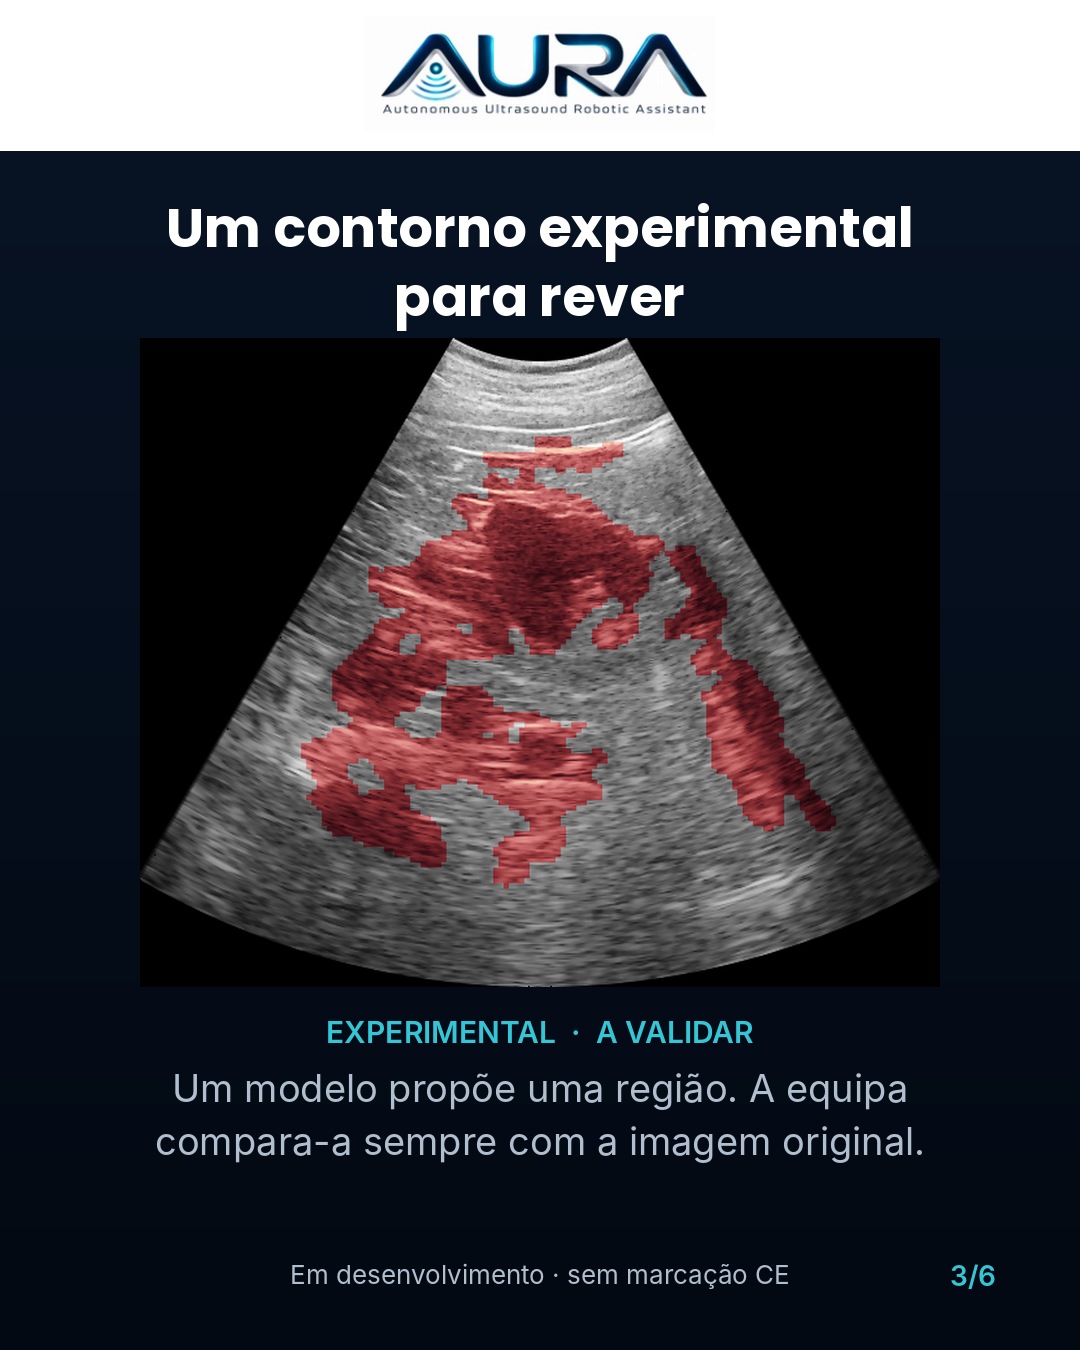 AURA
Autonomous Ultrasound Robotic Assistant
Um contorno experimental
para rever
EXPERIMENTAL · A VALIDAR
Um modelo propõe uma região. A equipa
compara-a sempre com a imagem original.
Em desenvolvimento · sem marcação CE
3/6